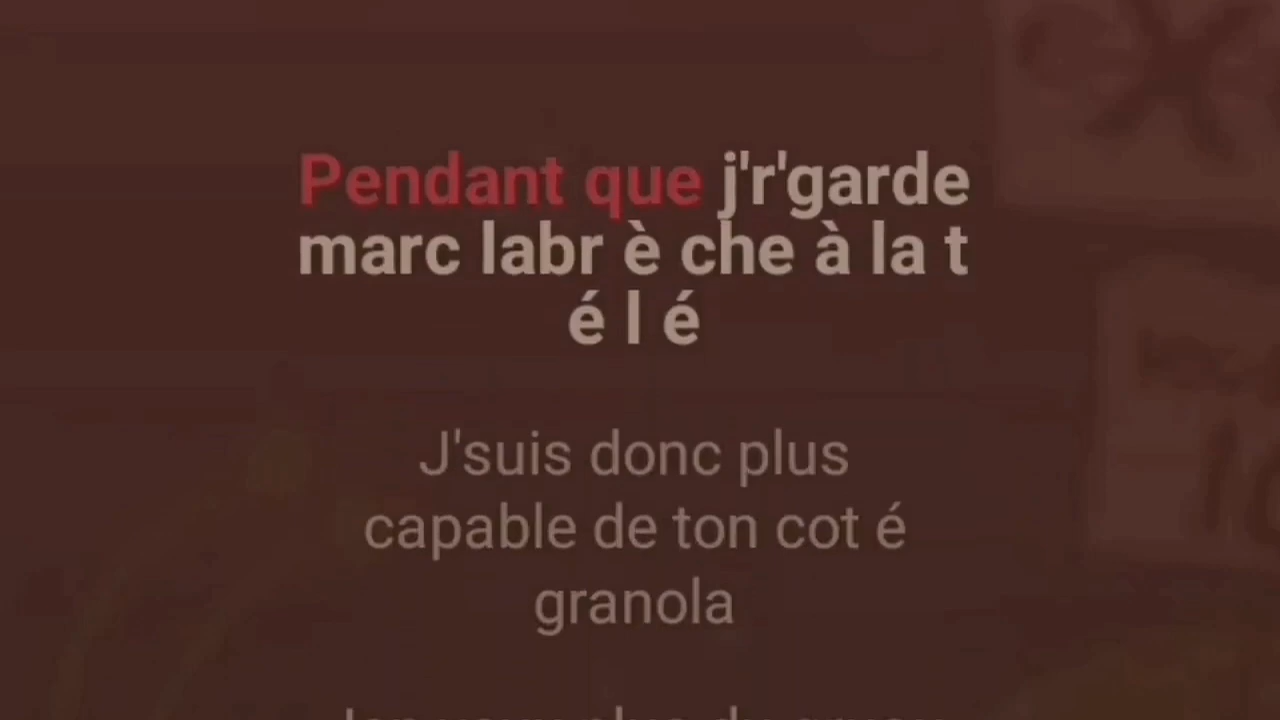 Pendant que j'r'garde
marc labr è che à la t
é l é
J'suis donc plus
capable de ton cot é
granola